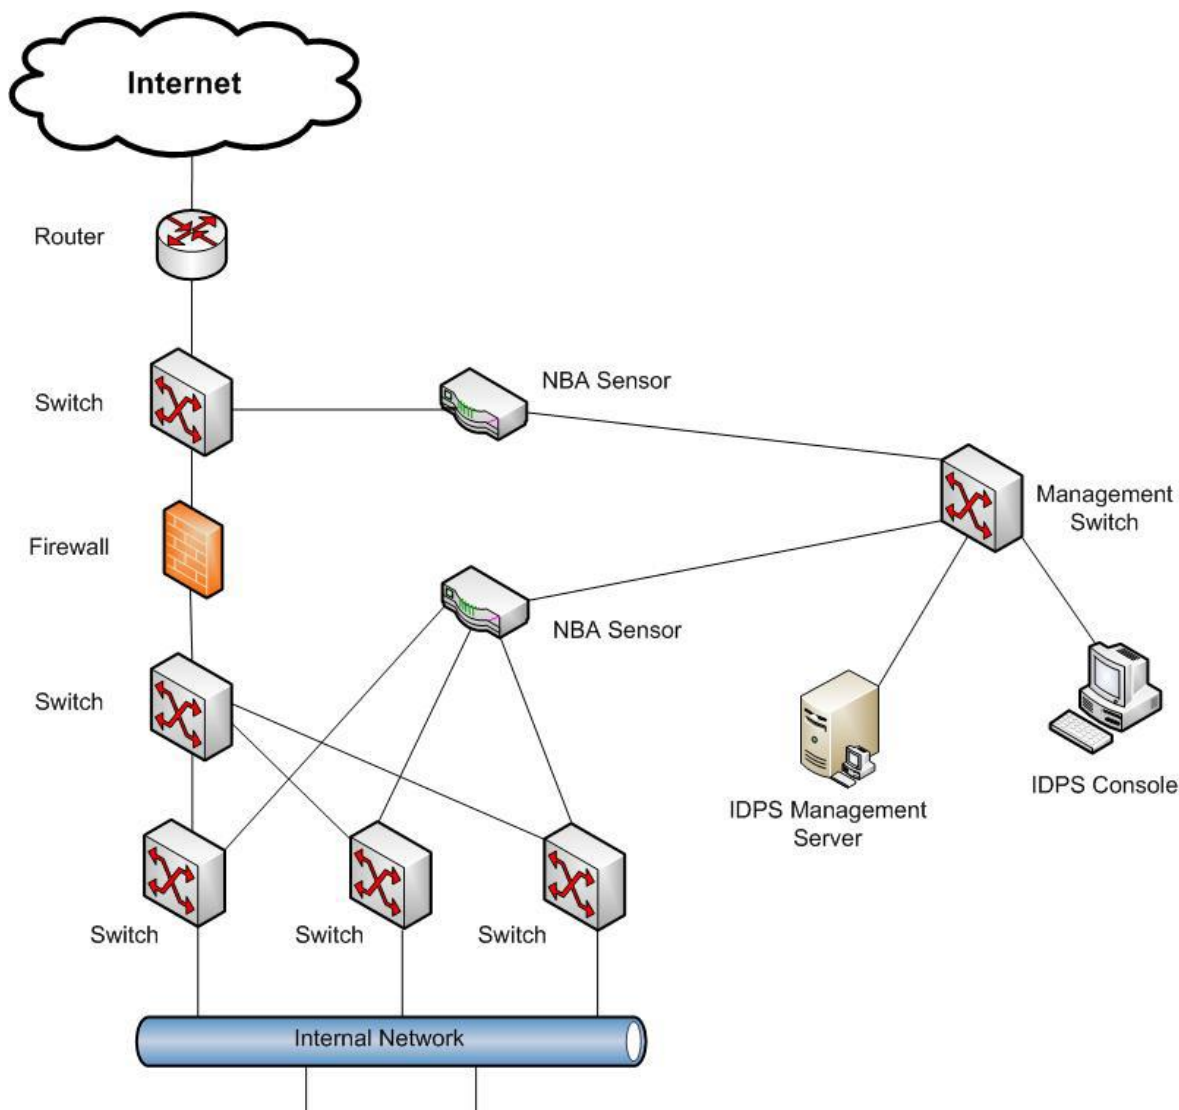 Internet
Router
NBA Sensor
Switch
Management
Switch
Firewall
NBA Sensor
Switch
IDPS Console
IDPS Management
Server
Switch
Switch
Switch
Internal Network